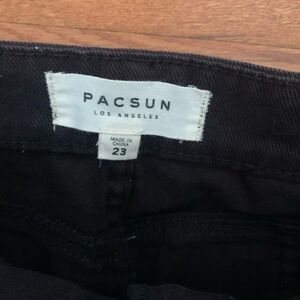 PACSUN
LOS ANGELES
MADE IN
CHINA
23